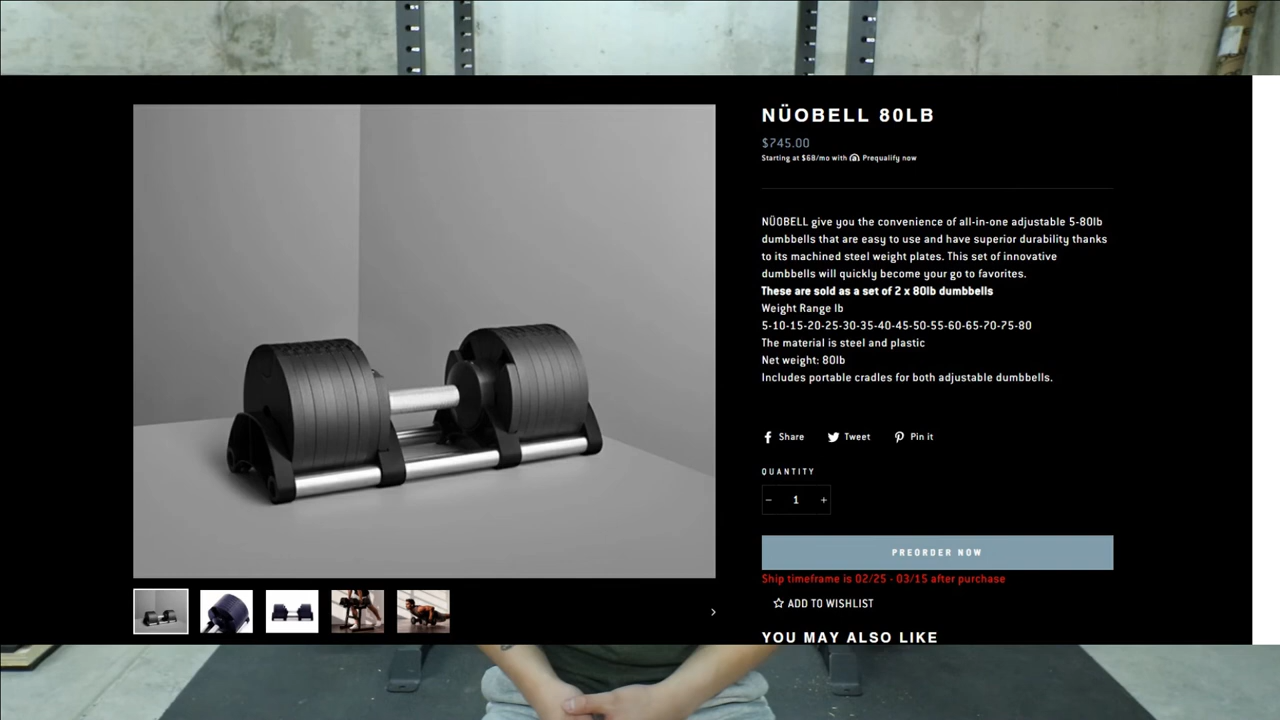 NÜOBELL 80LB
$745.00
Starting at $68/mo with Prequalify now
NÜOBELL give you the convenience of all-in-one adjustable 5-80lb
dumbbells that are easy to use and have superior durability thanks
to its machined steel weight plates. This set of innovative
dumbbells will quickly become your go to favorites.
These are sold as a set of 2 x 80lb dumbbells
Weight Range lb
5-10-15-20-25-30-35-40-45-50-55-60-65-70-75-80
The material is steel and plastic
Net weight: 80lb
Includes portable cradles for both adjustable dumbbells.
Share Tweet Pin it
QUANTITY
− 1 +
PREORDER NOW
Ship timeframe is 02/25 - 03/15 after purchase
ADD TO WISHLIST
YOU MAY ALSO LIKE